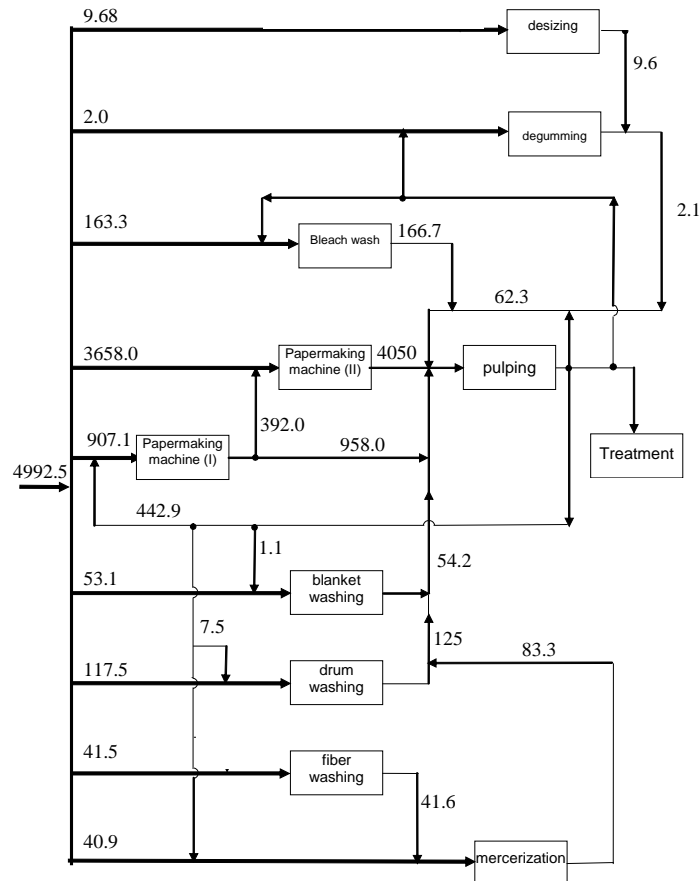 9.68
desizing
9.6
2.0
degumming
2.1
163.3
Bleach wash
166.7
62.3
3658.0
Papermaking
machine (II)
4050
pulping
392.0
907.1
Papermaking
machine (I)
958.0
Treatment
4992.5
442.9
1.1
54.2
53.1
blanket
washing
7.5
125
83.3
117.5
drum
washing
41.5
fiber
washing
41.6
40.9
mercerization